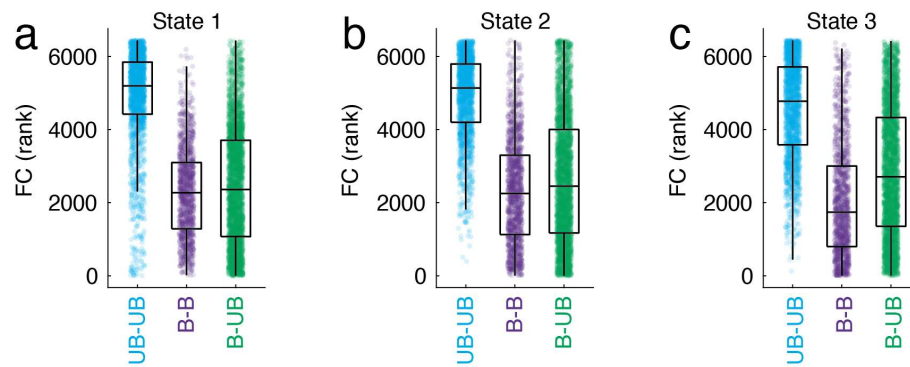 a
State 1
FC (rank)
6000
4000
2000
0
UB-UB
B-B
B-UB
b
State 2
FC (rank)
6000
4000
2000
0
UB-UB
B-B
B-UB
c
State 3
FC (rank)
6000
4000
2000
0
UB-UB
B-B
B-UB